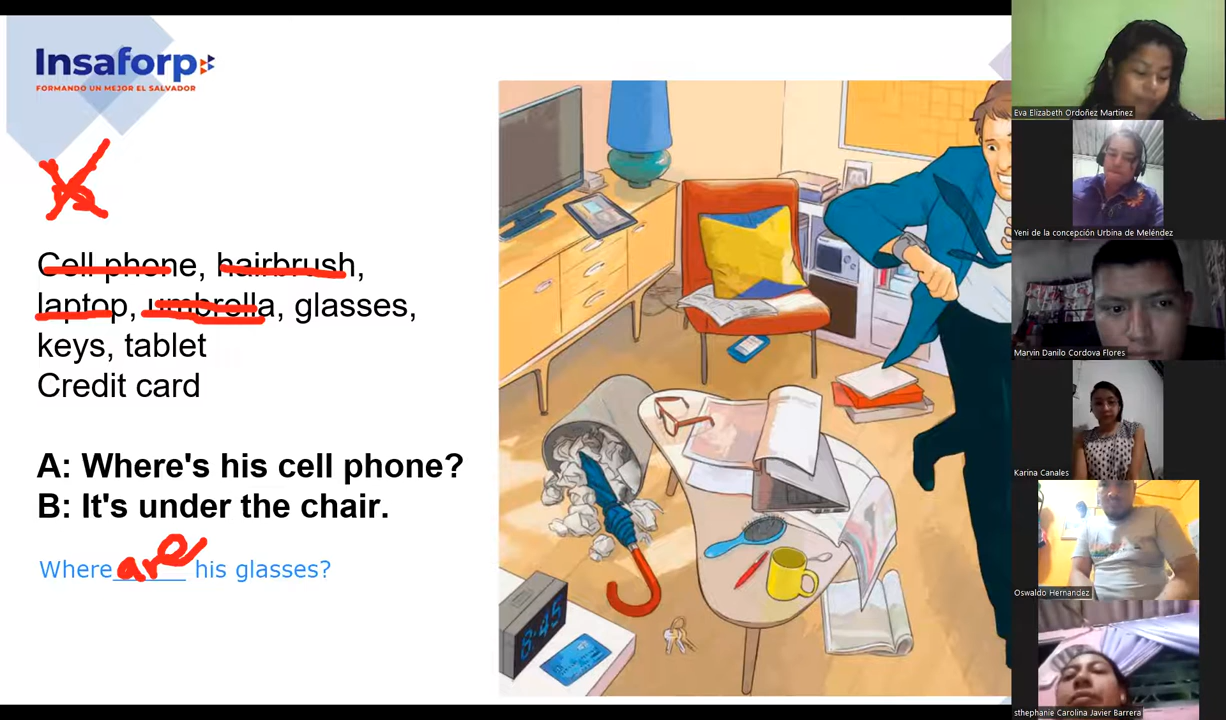 Insaforp
FORMANDO UN MEJOR EL SALVADOR
Cell phone, hairbrush,
laptop, umbrella, glasses,
keys, tablet
Credit card
A: Where's his cell phone?
B: It's under the chair.
Where are his glasses?
8:45
Eva Elizabeth Ordoñez Martinez
Yeni de la concepción Urbina de Meléndez
Marvin Danilo Cordova Flores
Karina Canales
Oswaldo Hernandez
sthephanie Carolina Javier Barrera